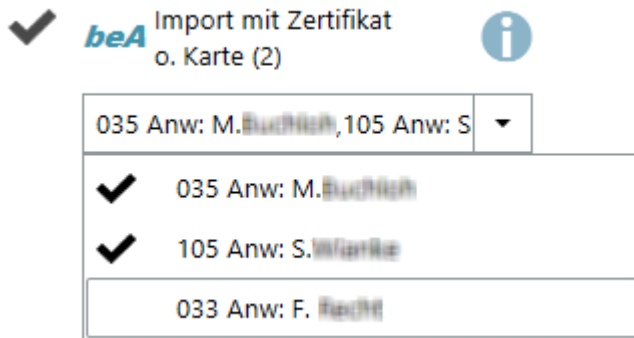 beA Import mit Zertifikat
o. Karte (2)
035 Anw: M. ,105 Anw: S
035 Anw: M.
105 Anw: S.
033 Anw: F.